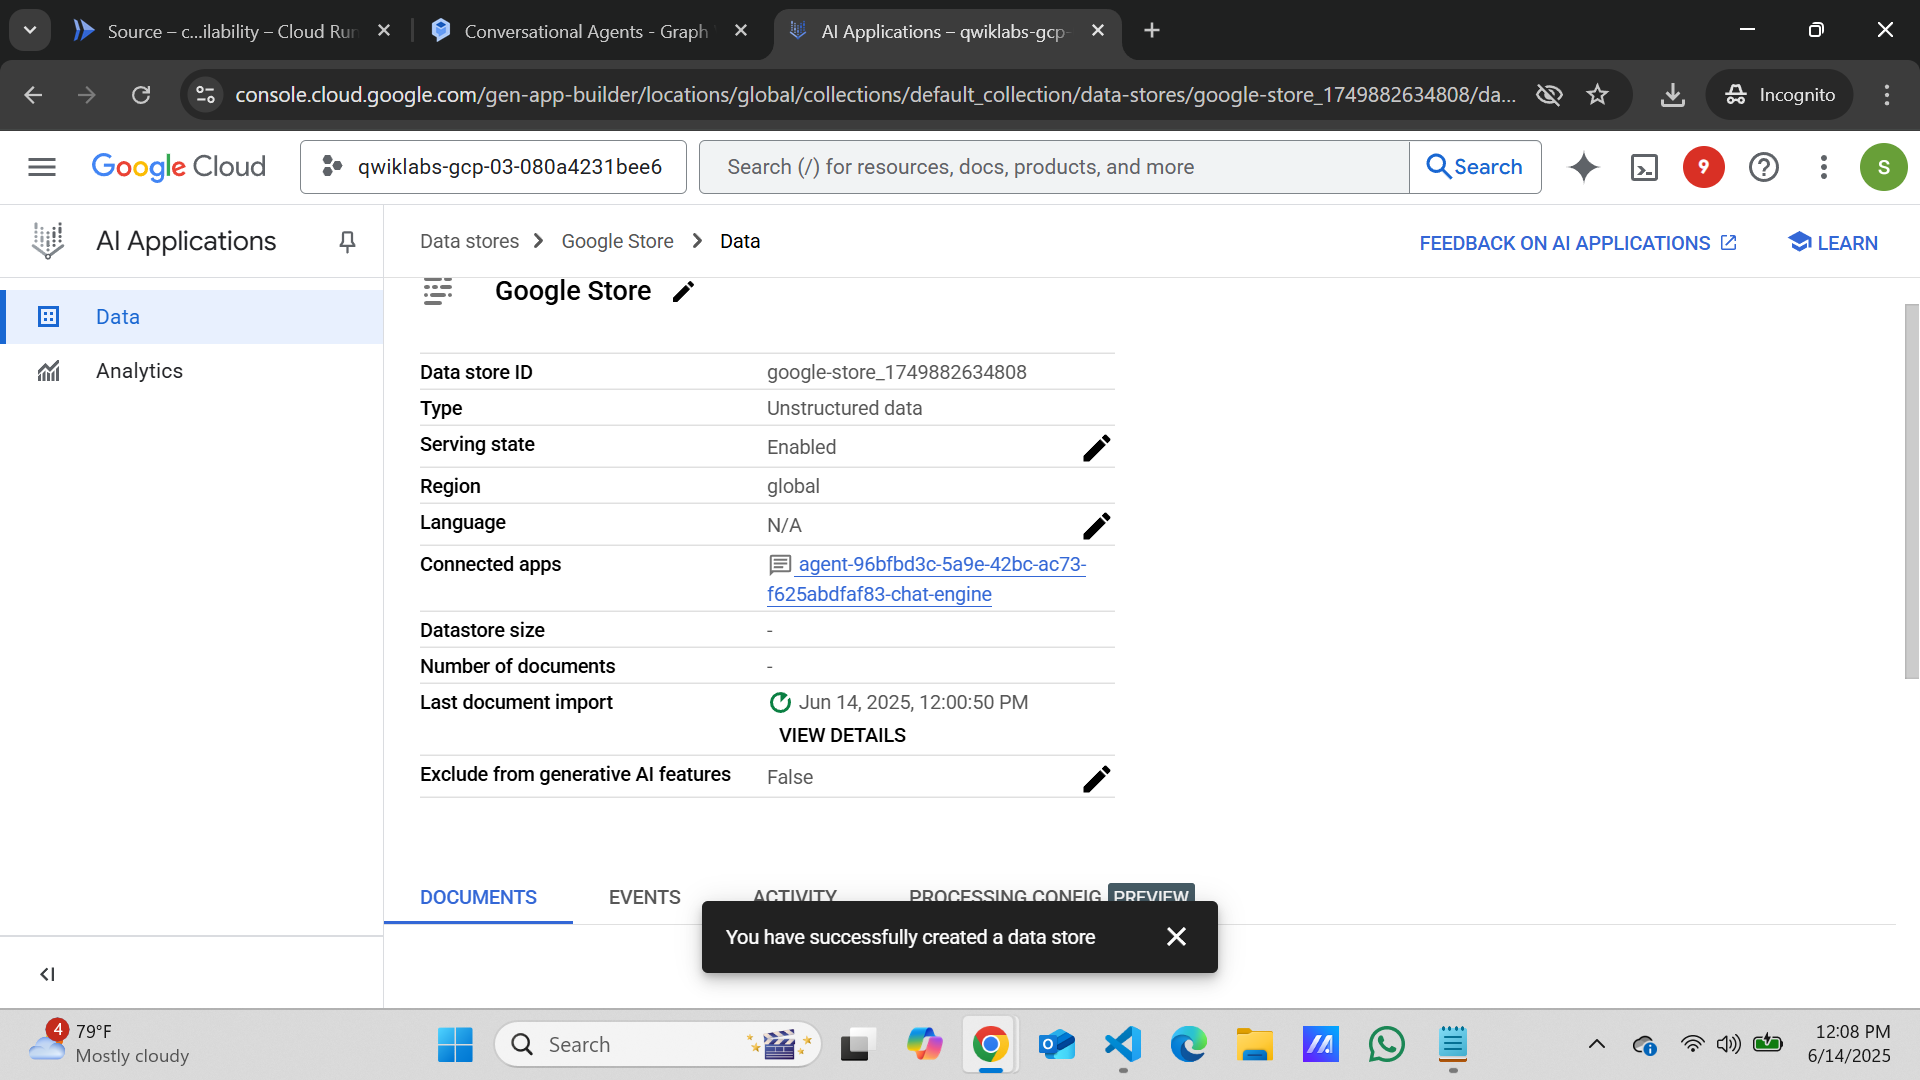 Source – c...ilability – Cloud Run
Conversational Agents - Graph
AI Applications – qwiklabs-gcp-
console.cloud.google.com/gen-app-builder/locations/global/collections/default_collection/data-stores/google-store_1749882634808/da...
Incognito
Google Cloud
qwiklabs-gcp-03-080a4231bee6
Search (/) for resources, docs, products, and more
Search
9
S
AI Applications
Data stores
Google Store
Data
FEEDBACK ON AI APPLICATIONS
LEARN
Data
Analytics
Google Store
Data store ID google-store_1749882634808
Type Unstructured data
Serving state Enabled
Region global
Language N/A
Connected apps agent-96bfbd3c-5a9e-42bc-ac73-
f625abdfaf83-chat-engine
Datastore size -
Number of documents -
Last document import Jun 14, 2025, 12:00:50 PM
VIEW DETAILS
Exclude from generative AI features False
DOCUMENTS
EVENTS
ACTIVITY
PROCESSING CONFIG
PREVIEW
You have successfully created a data store
4
79°F
Mostly cloudy
Search
12:08 PM
6/14/2025